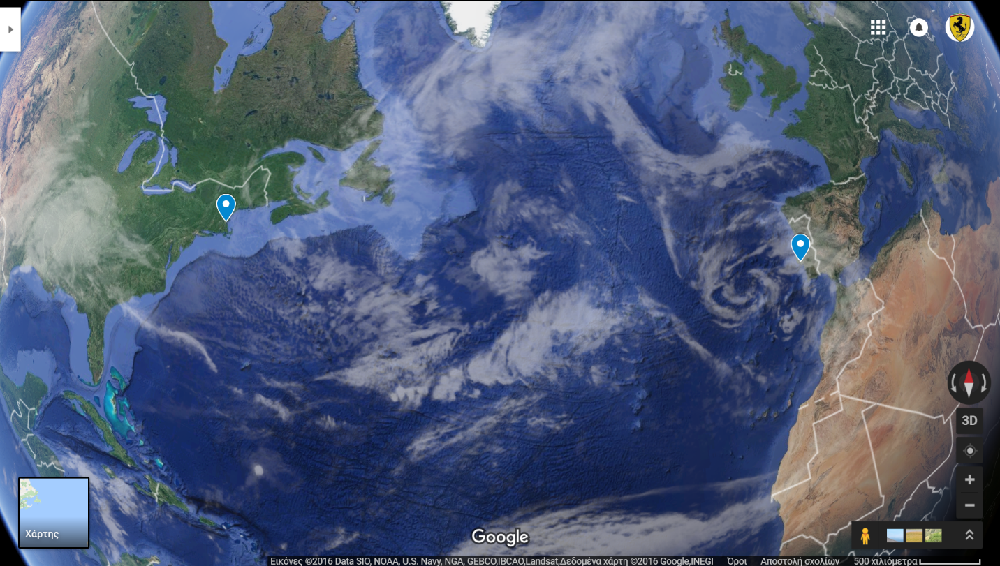 3D
Χάρτης
Google
Εικόνες ©2016 Data SIO, NOAA, U.S. Navy, NGA, GEBCO,IBCAO,Landsat,Δεδομένα χάρτη ©2016 Google,INEGI Όροι Αποστολή σχολίων 500 χιλιόμετρα